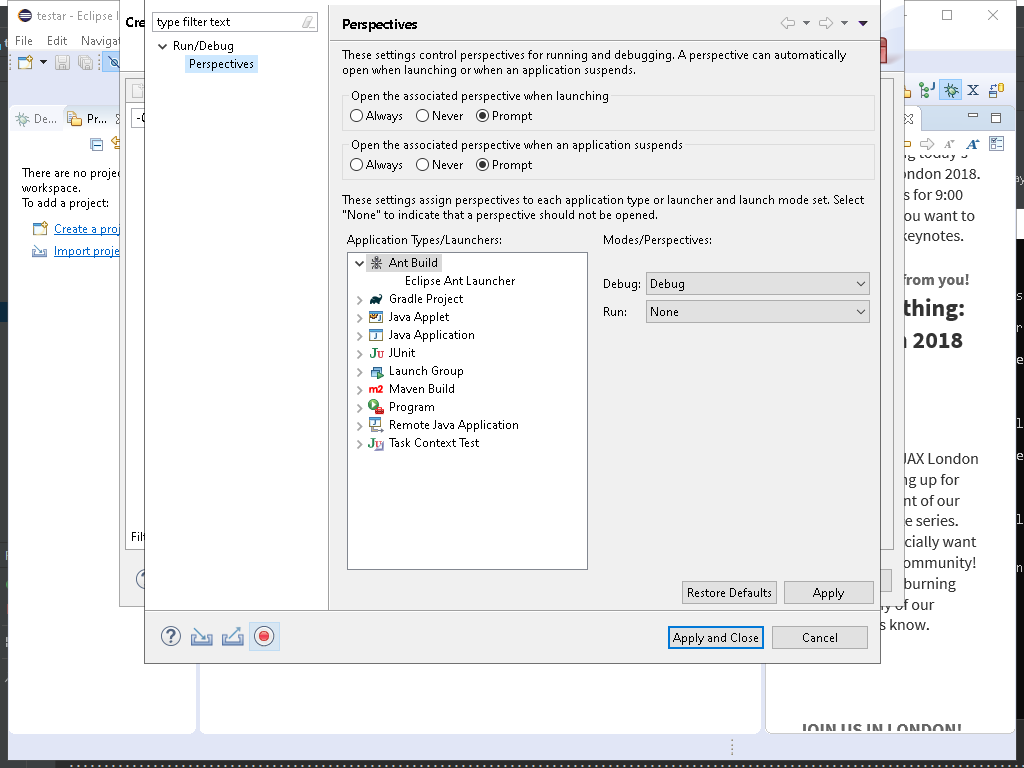 testar - Eclipse
File Edit Naviga
De...
Pr...
There are no proje
workspace.
To add a project:
Create a proj
Import proje
Cre
type filter text
Run/Debug
Perspectives
Perspectives
These settings control perspectives for running and debugging. A perspective can automatically
open when launching or when an application suspends.
Open the associated perspective when launching
Always Never Prompt
Open the associated perspective when an application suspends
Always Never Prompt
These settings assign perspectives to each application type or launcher and launch mode set. Select
"None" to indicate that a perspective should not be opened.
Application Types/Launchers:
Ant Build
Eclipse Ant Launcher
Gradle Project
Java Applet
Java Application
JUnit
Launch Group
Maven Build
Program
Remote Java Application
Task Context Test
Modes/Perspectives:
Debug: Debug
Run: None
Restore Defaults Apply
Apply and Close Cancel
Filt
today's
ondon 2018.
s for 9:00
ou want to
keynotes.
from you!
thing:
2018
JAX London
ng up for
nt of our
e series.
cially want
ommunity!
burning
y of our
s know.
JOIN US IN LONDON!